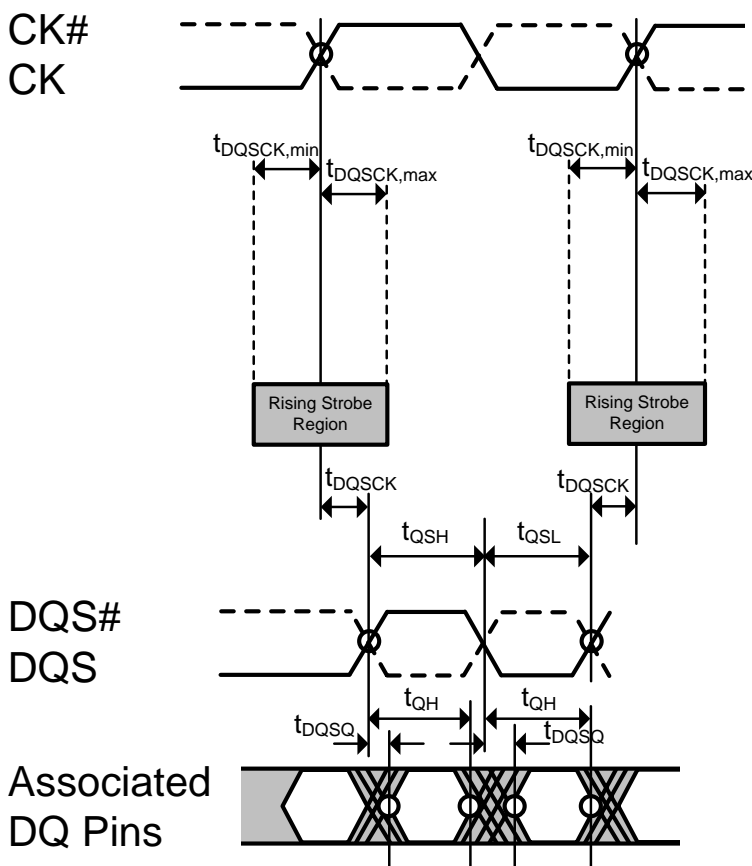 CK#
CK
tDQSCK,min
tDQSCK,max
tDQSCK,min
tDQSCK,max
Rising Strobe
Region
Rising Strobe
Region
tDQSCK
tDQSCK
tQSH
tQSL
DQS#
DQS
tQH
tQH
tDQSQ
tDQSQ
Associated
DQ Pins